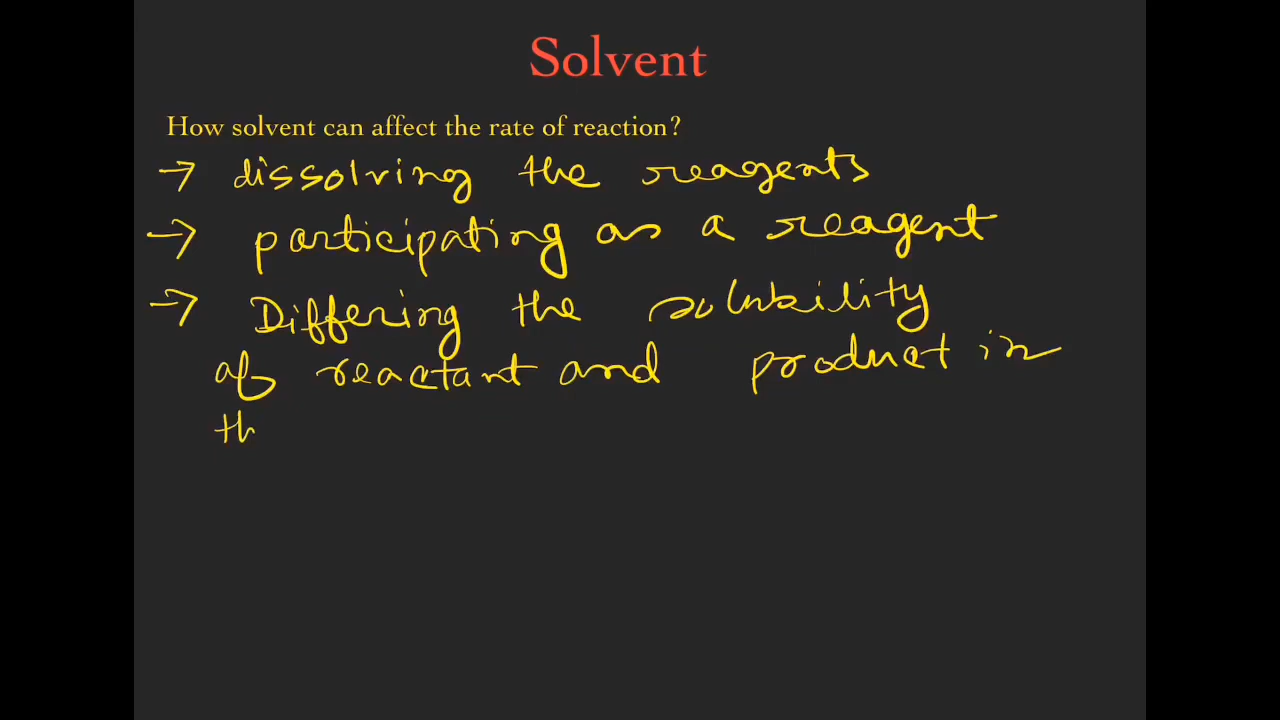 Solvent
How solvent can affect the rate of reaction?
→ dissolving the reagents
→ participating as a reagent
→ Differing the solubility
of reactant and product in
th